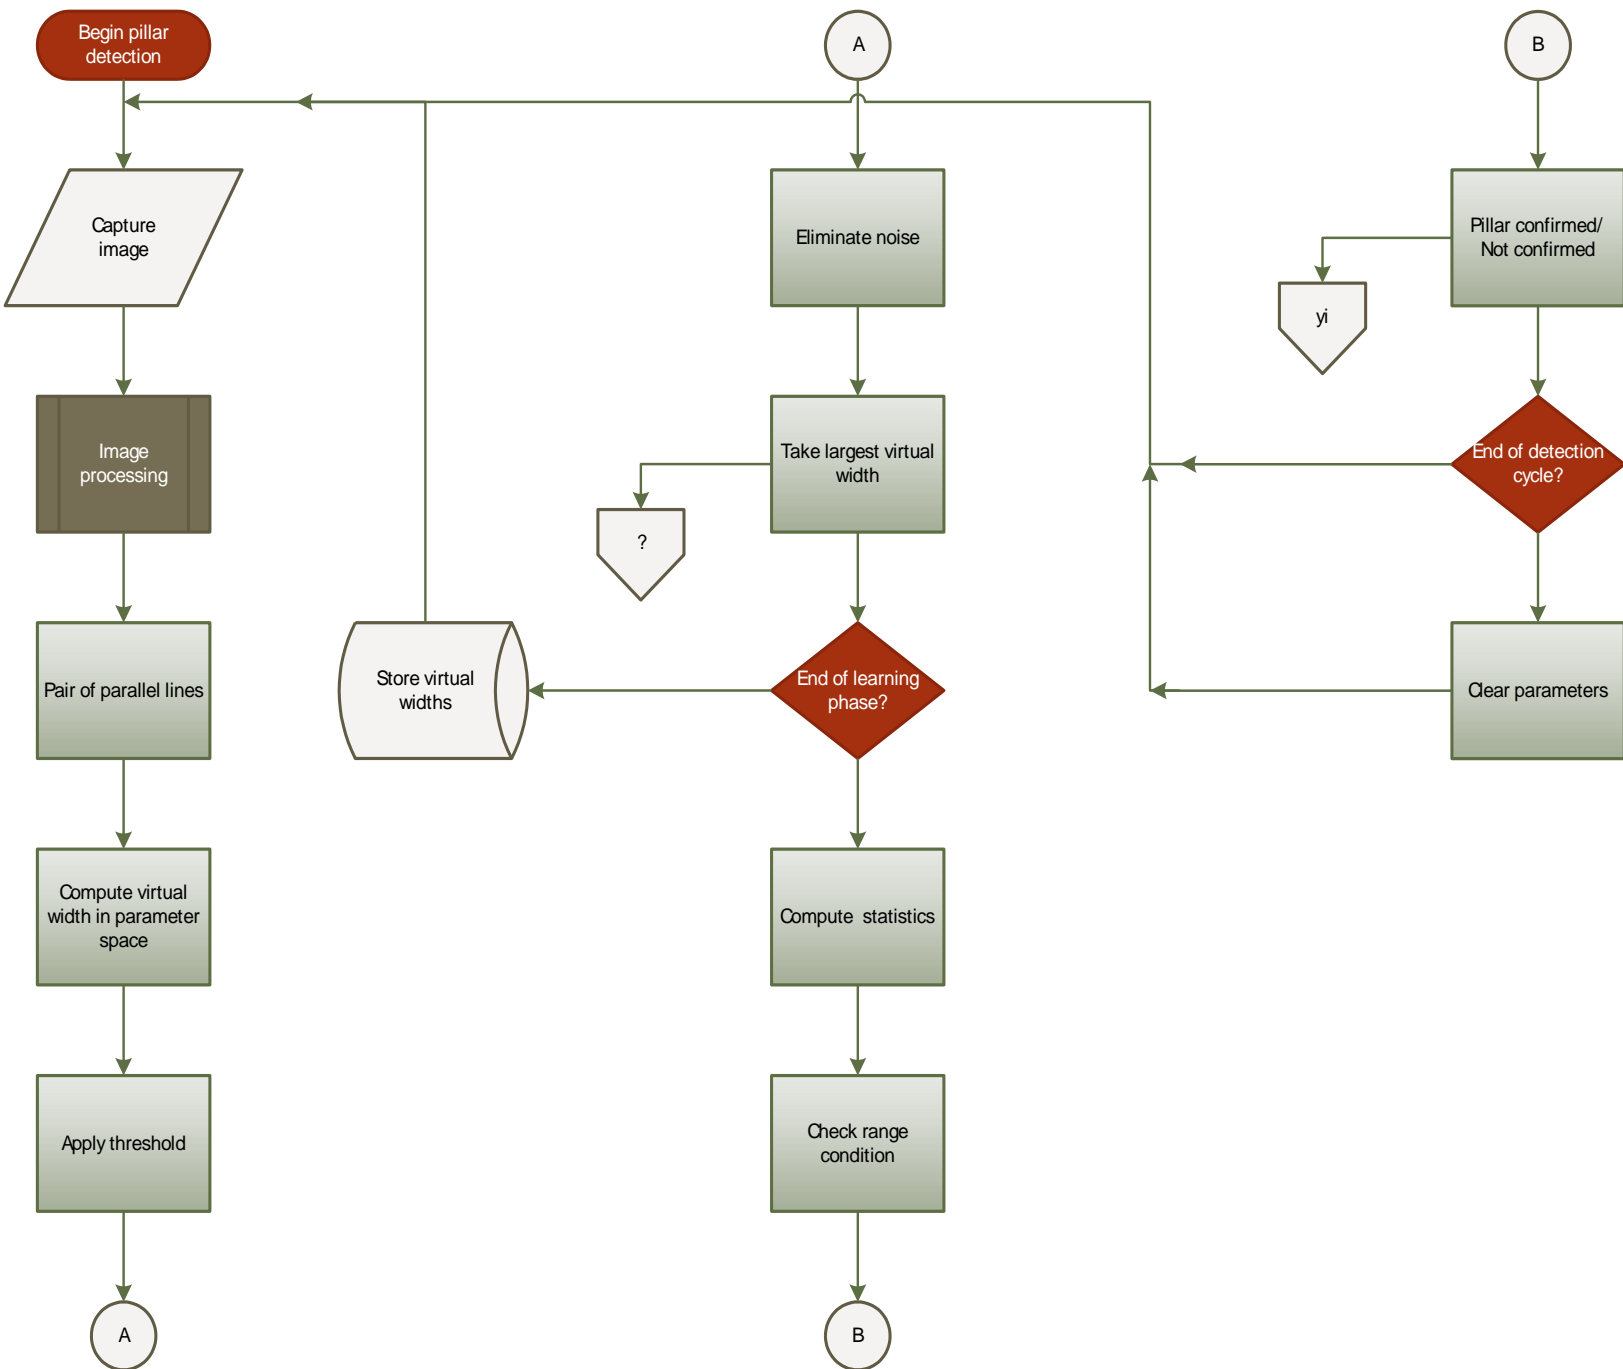 Begin pillar
detection
Capture
image
Image
processing
Pair of parallel lines
Compute virtual
width in parameter
space
Apply threshold
A
Store virtual
widths
A
Eliminate noise
Take largest virtual
width
?
End of learning
phase?
Compute  statistics
Check range
condition
B
B
Pillar confirmed/
Not confirmed
yi
End of detection
cycle?
Clear parameters